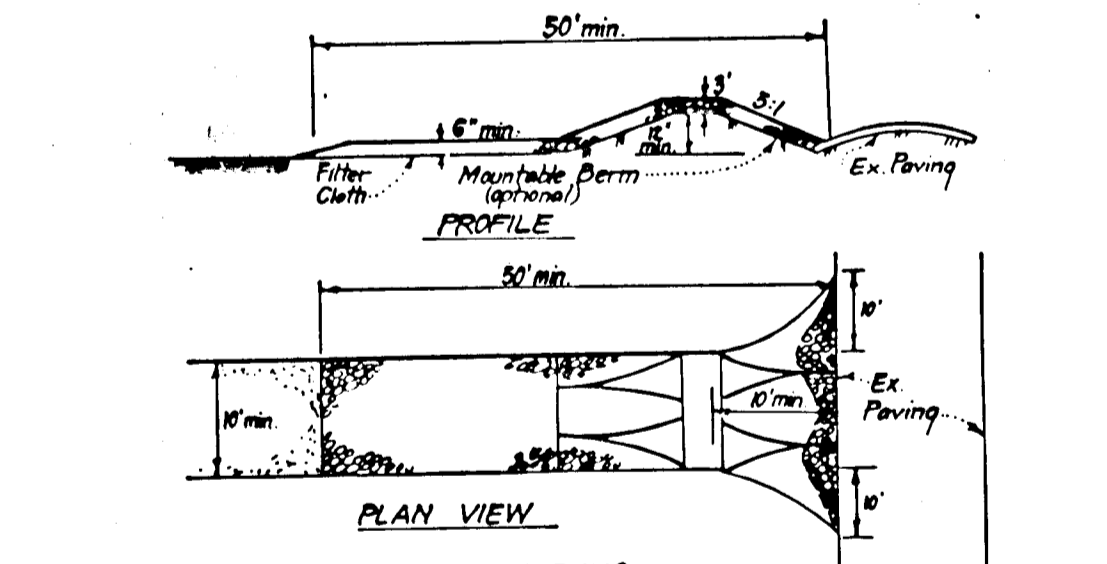 50' min.
3'
5:1
6" min.
12"
min.
Filter
Cloth
Mountable Berm
(optional)
Ex. Paving
PROFILE
50' min.
10'
Ex.
Paving
10' min.
10' min.
10'
PLAN VIEW